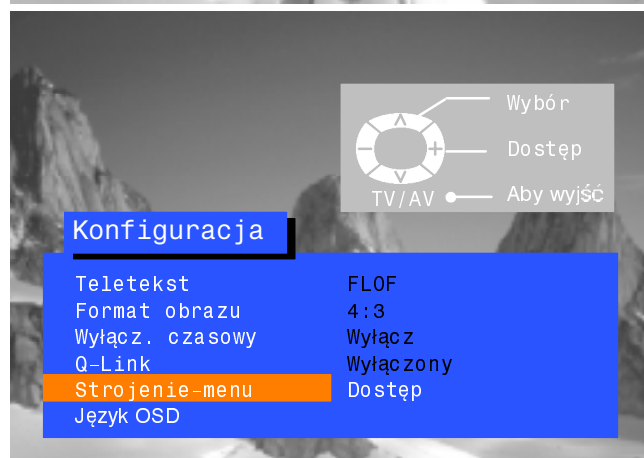 Wybór
Dostęp
TV/AV Aby wyjść
Konfiguracja
Teletekst FLOF
Format obrazu 4:3
Wyłącz. czasowy Wyłącz
Q-Link Wyłączony
Strojenie-menu Dostęp
Język OSD